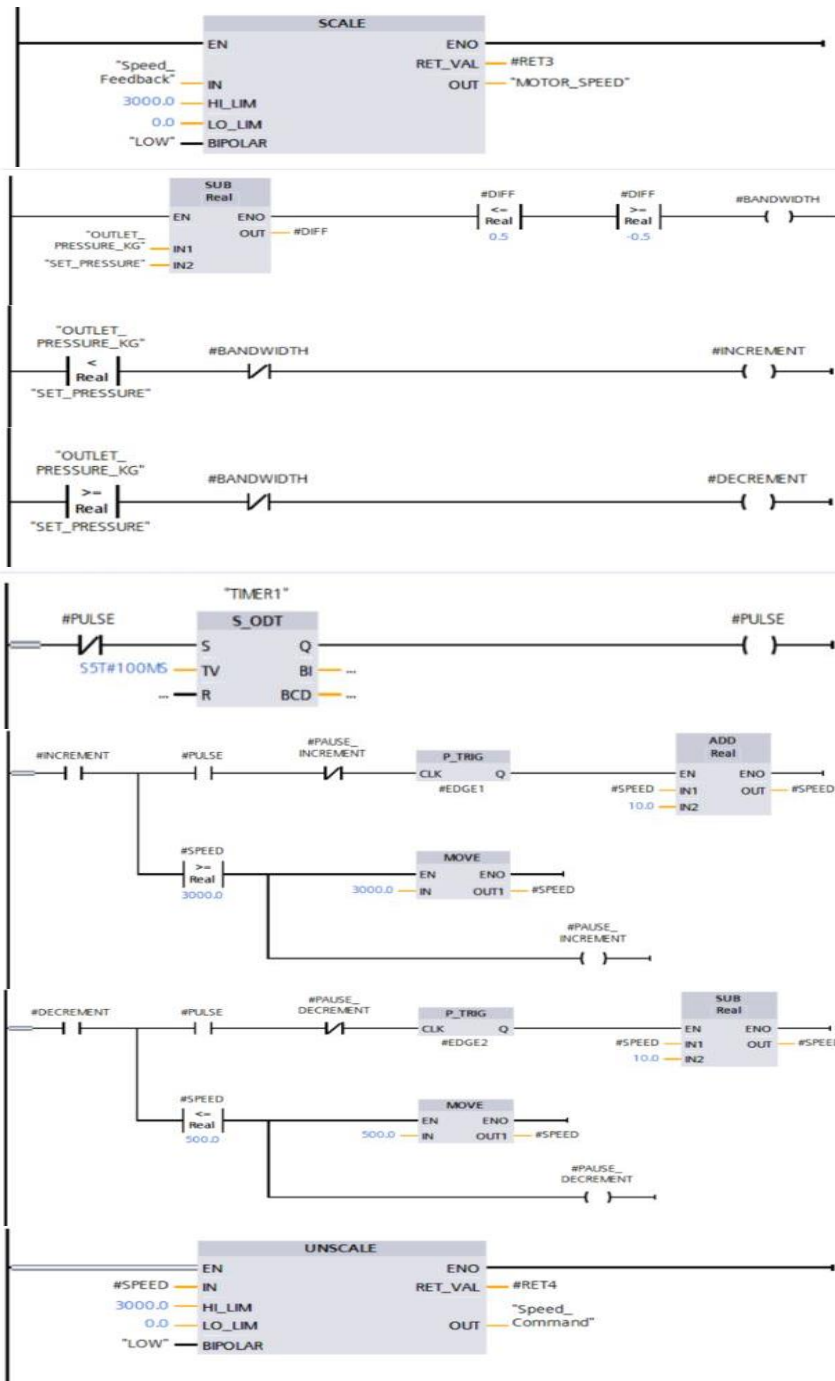 SCALE
EN ENO
"Speed_
Feedback" IN
RET_VAL #RET3
OUT "MOTOR_SPEED"
3000.0 HI_LIM
0.0 LO_LIM
"LOW" BIPOLAR
SUB
Real
EN ENO
OUT #DIFF
"OUTLET_
PRESSURE_KG" IN1
"SET_PRESSURE" IN2
#DIFF
<=
Real
0.5
#DIFF
>=
Real
-0.5
#BANDWIDTH
"OUTLET_
PRESSURE_KG"
<
Real
"SET_PRESSURE"
#BANDWIDTH
#INCREMENT
"OUTLET_
PRESSURE_KG"
>=
Real
"SET_PRESSURE"
#BANDWIDTH
#DECREMENT
"TIMER1"
#PULSE
S_ODT
#PULSE
S Q
S5T#100MS TV BI ...
... R BCD ...
#INCREMENT
#PULSE
#PAUSE_
INCREMENT
P_TRIG
CLK Q
#EDGE1
ADD
Real
EN ENO
#SPEED IN1 OUT #SPEED
10.0 IN2
#SPEED
>=
Real
3000.0
MOVE
EN ENO
3000.0 IN OUT1 #SPEED
#PAUSE_
INCREMENT
#DECREMENT
#PULSE
#PAUSE_
DECREMENT
P_TRIG
CLK Q
#EDGE2
SUB
Real
EN ENO
#SPEED IN1 OUT #SPEE
10.0 IN2
#SPEED
<=
Real
500.0
MOVE
EN ENO
500.0 IN OUT1 #SPEED
#PAUSE_
DECREMENT
UNSCALE
EN ENO
#SPEED IN RET_VAL #RET4
3000.0 HI_LIM
"Speed_
0.0 LO_LIM OUT Command"
"LOW" BIPOLAR